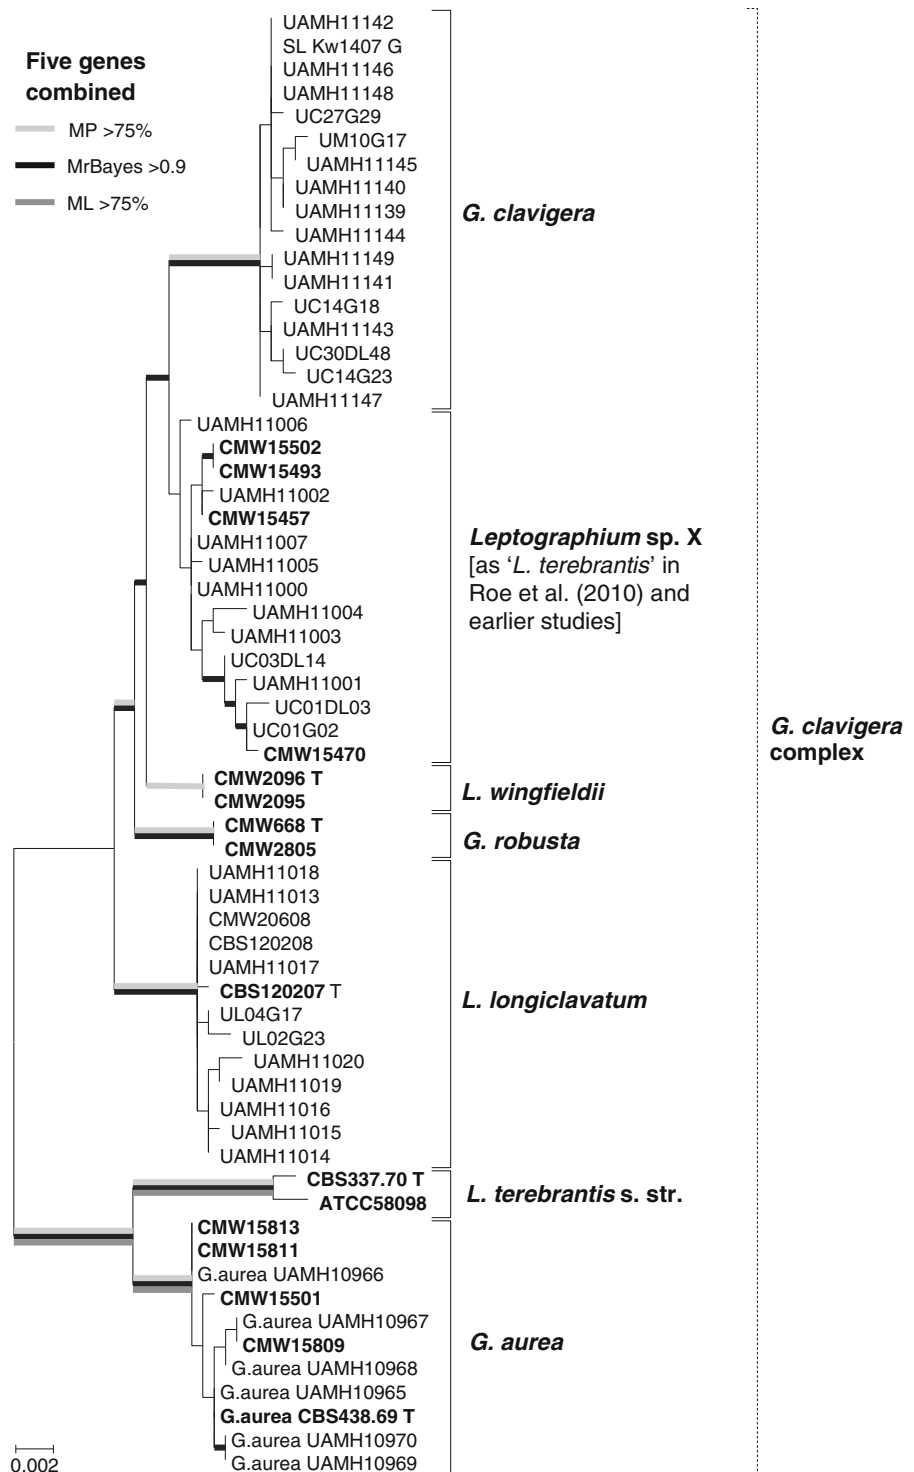 Five genes
combined
MP >75%
MrBayes >0.9
ML >75%
UAMH11142
SL Kw1407 G
UAMH11146
UAMH11148
UC27G29
UM10G17
UAMH11145
UAMH11140
UAMH11139
UAMH11144
UAMH11149
UAMH11141
UC14G18
UAMH11143
UC30DL48
UC14G23
UAMH11147
G. clavigera
UAMH11006
CMW15502
CMW15493
UAMH11002
CMW15457
UAMH11007
UAMH11005
UAMH11000
UAMH11004
UAMH11003
UC03DL14
UAMH11001
UC01DL03
UC01G02
CMW15470
Leptographium sp. X
[as ‘L. terebrantis’ in
Roe et al. (2010) and
earlier studies]
CMW2096 T
CMW2095
L. wingfieldii
CMW668 T
CMW2805
G. robusta
UAMH11018
UAMH11013
CMW20608
CBS120208
UAMH11017
CBS120207 T
UL04G17
UL02G23
UAMH11020
UAMH11019
UAMH11016
UAMH11015
UAMH11014
L. longiclavatum
CBS337.70 T
ATCC58098
L. terebrantis s. str.
CMW15813
CMW15811
G.aurea UAMH10966
CMW15501
G.aurea UAMH10967
CMW15809
G.aurea UAMH10968
G.aurea UAMH10965
G.aurea CBS438.69 T
G.aurea UAMH10970
G.aurea UAMH10969
G. aurea
G. clavigera
complex
0.002